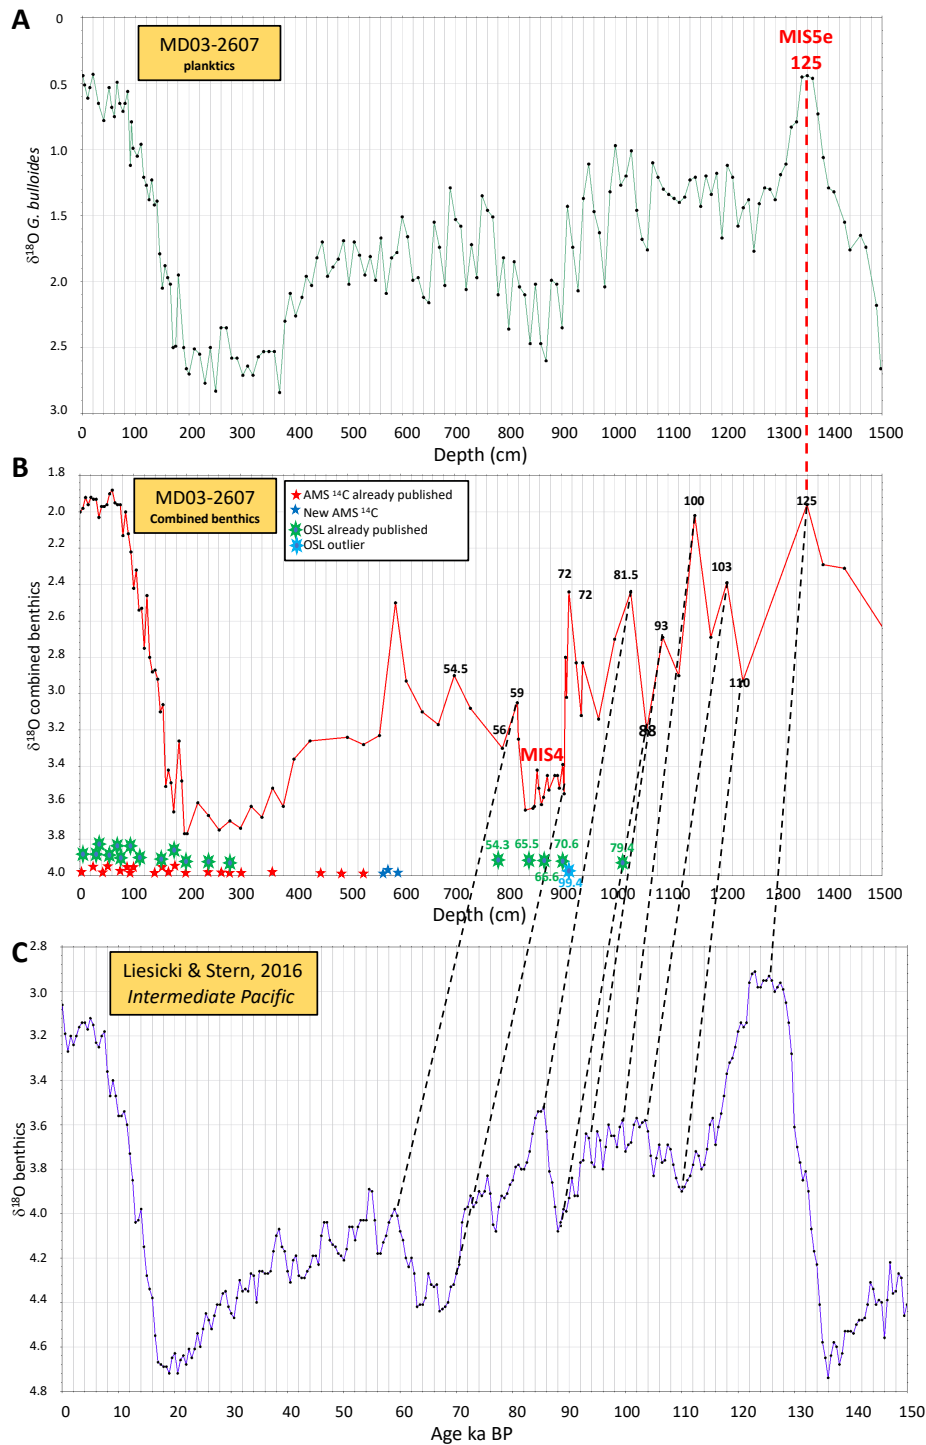 A
MD03-2607
planktics
MIS5e
125
δ18O G. bulloides
0
0.5
1.0
1.5
2.0
2.5
3.0
0 100 200 300 400 500 600 700 800 900 1000 1100 1200 1300 1400 1500
Depth (cm)
B
MD03-2607
Combined benthics
AMS 14C already published
New AMS 14C
OSL already published
OSL outlier
δ18O combined benthics
1.8
2.0
2.2
2.4
2.6
2.8
3.0
3.2
3.4
3.6
3.8
4.0
100
125
72
72
81.5
103
93
54.5
59
56
88
110
MIS4
54.3
65.5
66.6
70.6
99.4
79.4
0 100 200 300 400 500 600 700 800 900 1000 1100 1200 1300 1400 1500
Depth (cm)
C
Liesicki & Stern, 2016
Intermediate Pacific
δ18O benthics
2.8
3.0
3.2
3.4
3.6
3.8
4.0
4.2
4.4
4.6
4.8
0 10 20 30 40 50 60 70 80 90 100 110 120 130 140 150
Age ka BP